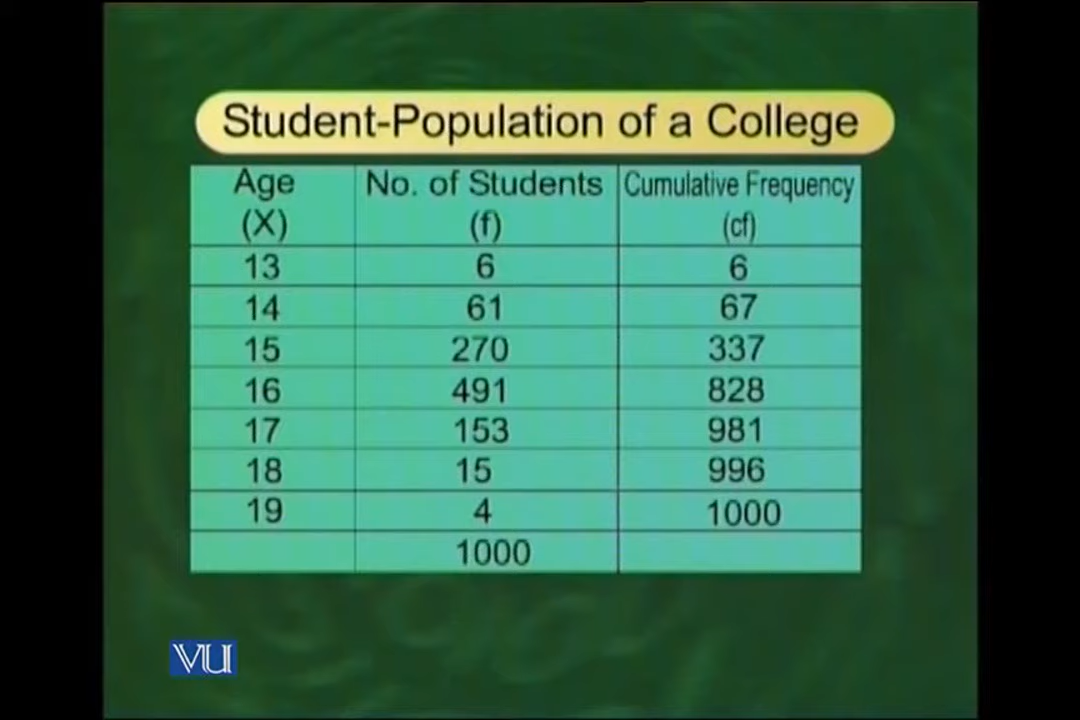 Student-Population of a College
Age No. of Students Cumulative Frequency
(X) (f) (cf)
13 6 6
14 61 67
15 270 337
16 491 828
17 153 981
18 15 996
19 4 1000
1000
VU